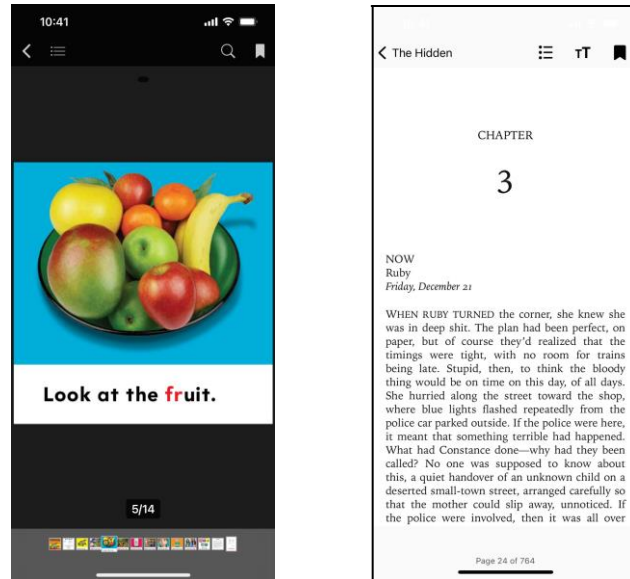 10:41
Look at the fruit.
5/14
The Hidden
TT
CHAPTER
3
NOW
Ruby
Friday, December 21
WHEN RUBY TURNED the corner, she knew she
was in deep shit. The plan had been perfect, on
paper, but of course they’d realized that the
timings were tight, with no room for trains
being late. Stupid, then, to think the bloody
thing would be on time on this day, of all days.
She hurried along the street toward the shop,
where blue lights flashed repeatedly from the
police car parked outside. If the police were here,
it meant that something terrible had happened.
What had Constance done—why had they been
called? No one was supposed to know about
this, a quiet handover of an unknown child on a
deserted small-town street, arranged carefully so
that the mother could slip away, unnoticed. If
the police were involved, then it was all over
Page 24 of 764